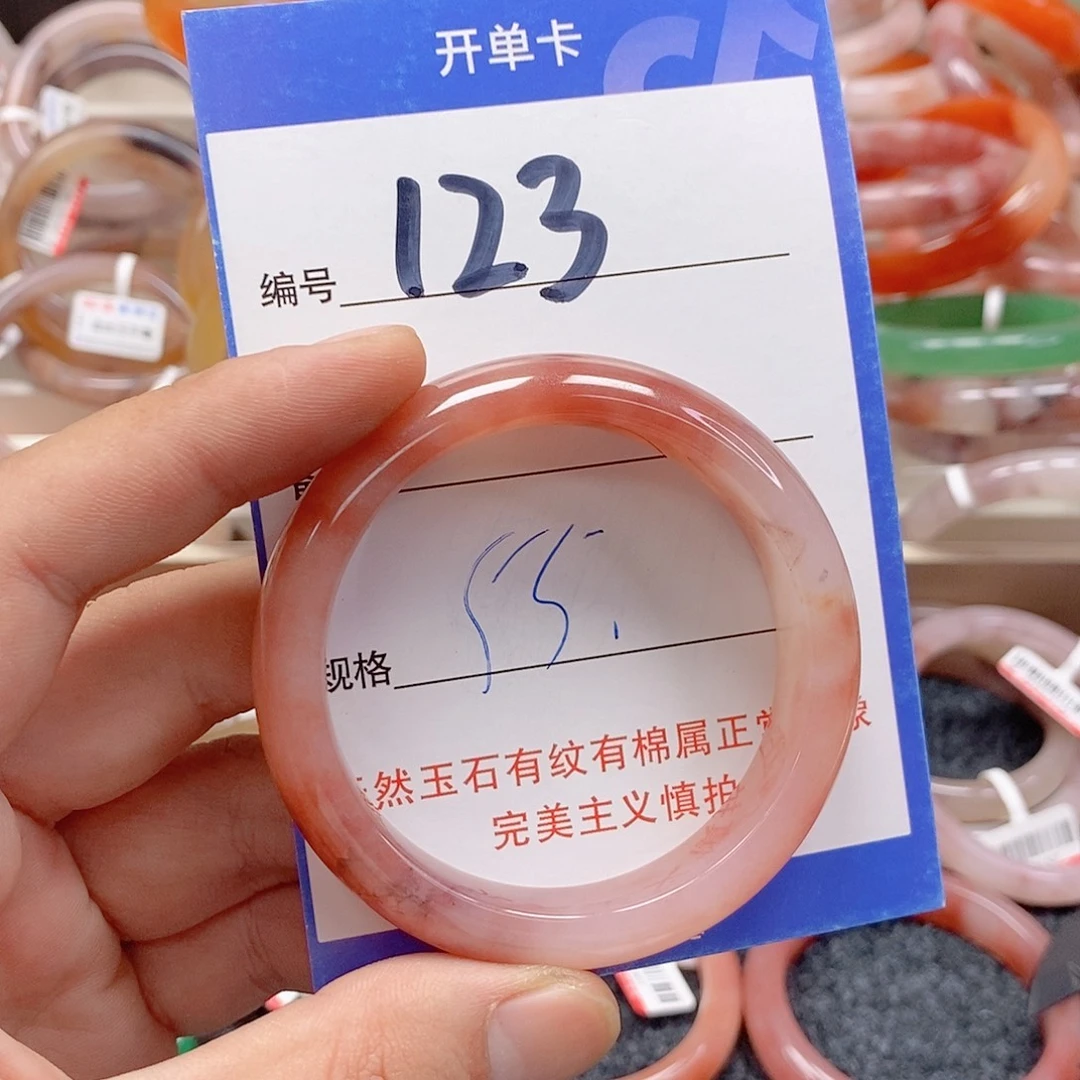 开单卡
编号 123
规格 55.
然玉石有纹有棉属正常
完美主义慎拍